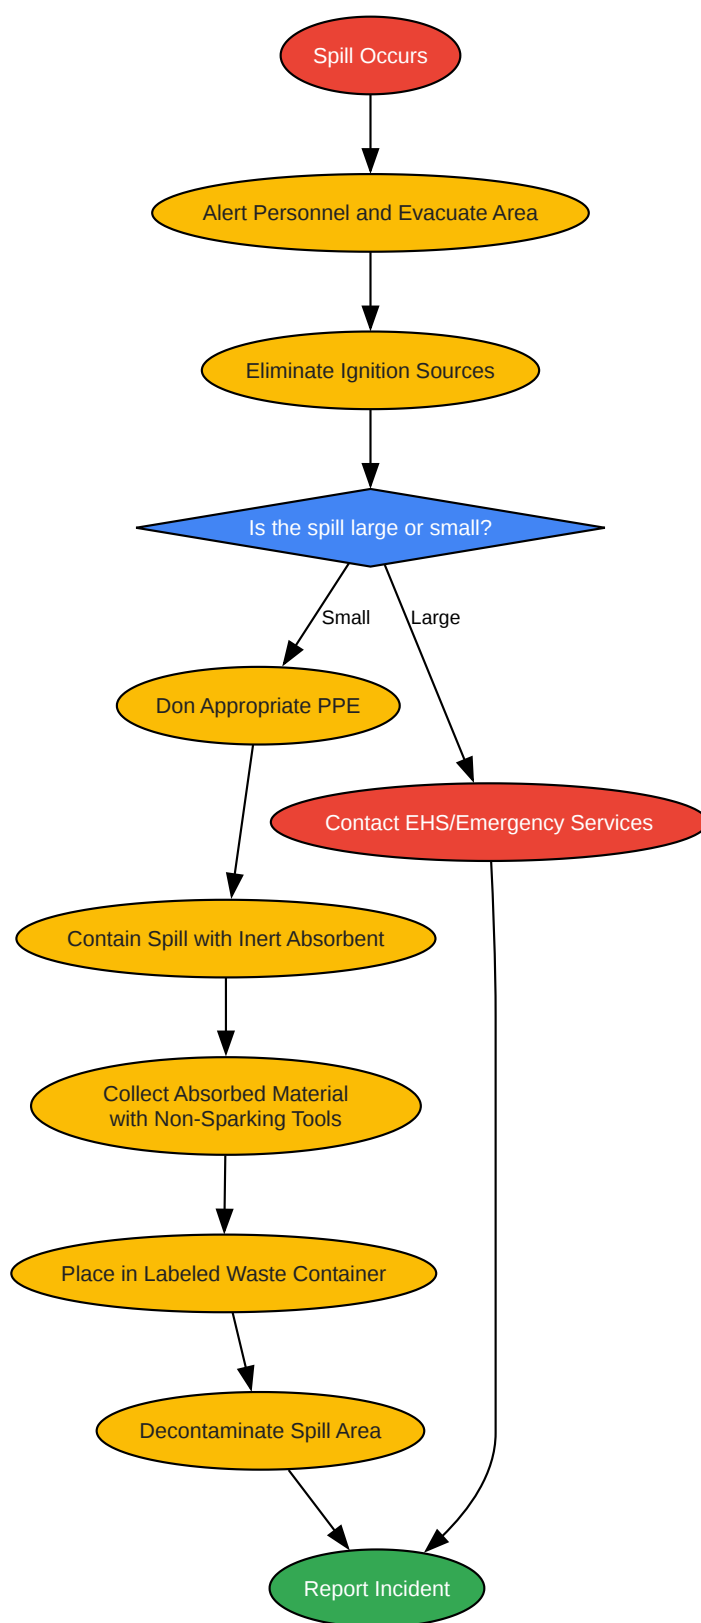 Spill Occurs
Alert Personnel and Evacuate Area
Eliminate Ignition Sources
Is the spill large or small?
Small
Large
Don Appropriate PPE
Contact EHS/Emergency Services
Contain Spill with Inert Absorbent
Collect Absorbed Material
with Non-Sparking Tools
Place in Labeled Waste Container
Decontaminate Spill Area
Report Incident